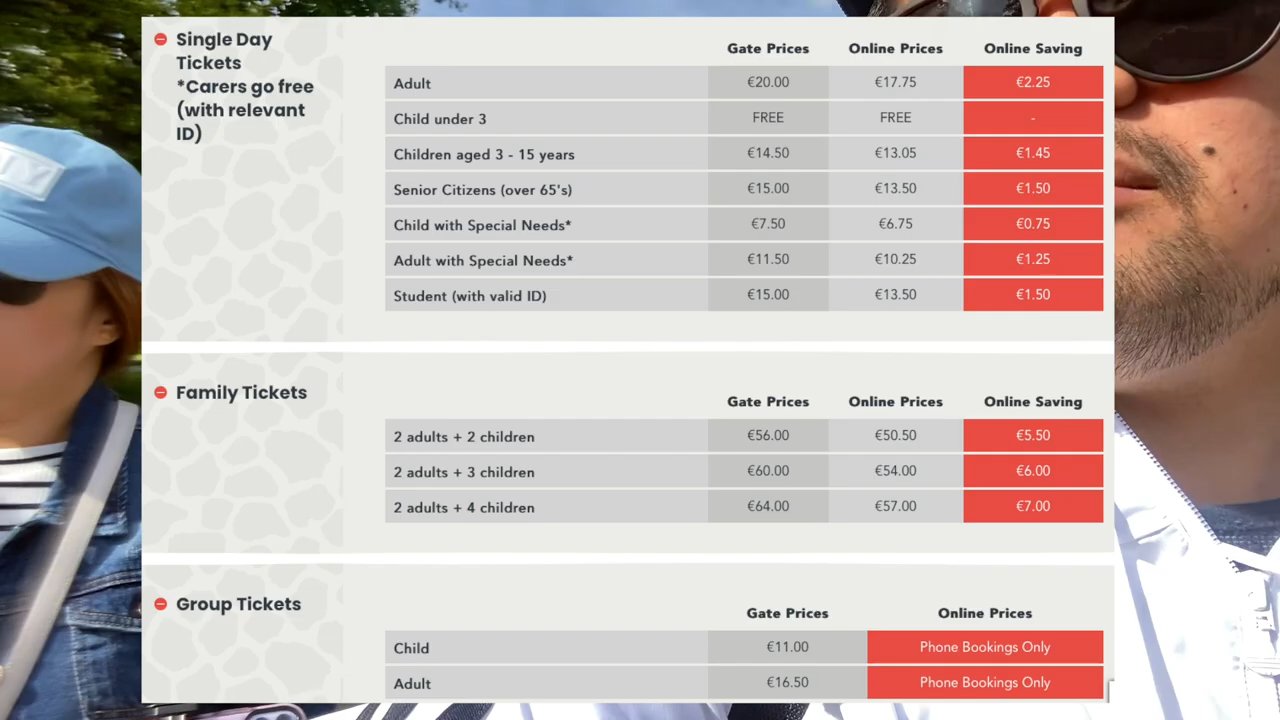 Single Day
Tickets
*Carers go free
(with relevant
ID)
Gate Prices Online Prices Online Saving
Adult €20.00 €17.75 €2.25
Child under 3 FREE FREE -
Children aged 3 - 15 years €14.50 €13.05 €1.45
Senior Citizens (over 65's) €15.00 €13.50 €1.50
Child with Special Needs* €7.50 €6.75 €0.75
Adult with Special Needs* €11.50 €10.25 €1.25
Student (with valid ID) €15.00 €13.50 €1.50
Family Tickets
Gate Prices Online Prices Online Saving
2 adults + 2 children €56.00 €50.50 €5.50
2 adults + 3 children €60.00 €54.00 €6.00
2 adults + 4 children €64.00 €57.00 €7.00
Group Tickets
Gate Prices Online Prices
Child €11.00 Phone Bookings Only
Adult €16.50 Phone Bookings Only